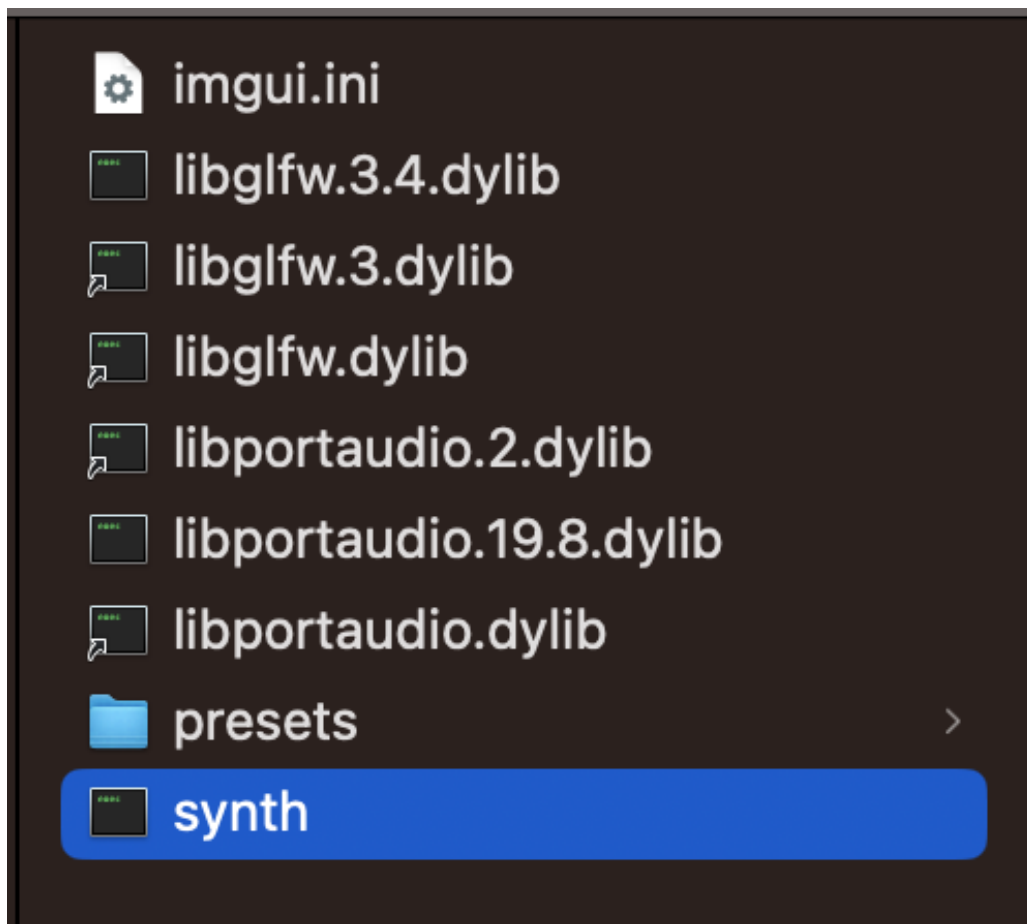 imgui.ini
libglfw.3.4.dylib
libglfw.3.dylib
libglfw.dylib
libportaudio.2.dylib
libportaudio.19.8.dylib
libportaudio.dylib
presets
synth